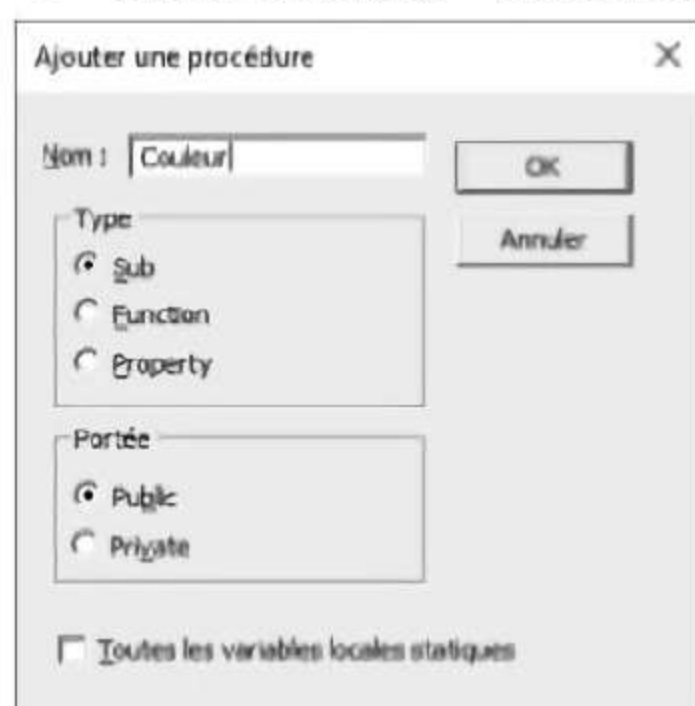 Ajouter une procédure
Nom : Couleur
OK
Type
Annuler
Sub
Function
Property
Portée
Public
Private
Toutes les variables locales statiques